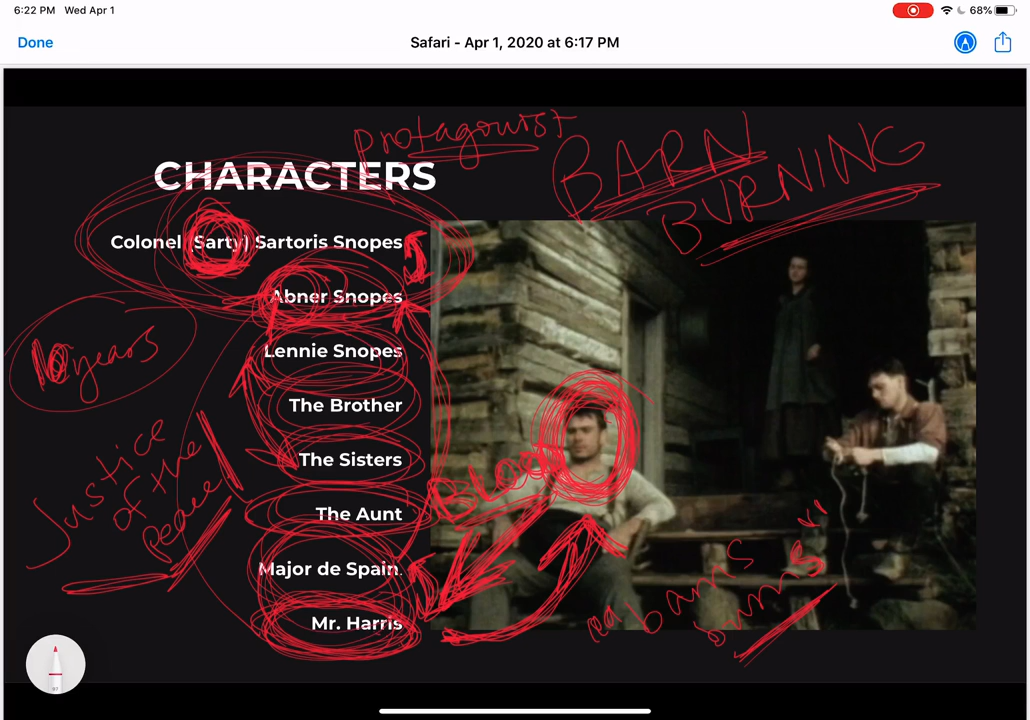 6:22 PM Wed Apr 1
68%
Done
Safari - Apr 1, 2020 at 6:17 PM
Protagonist
BARN
BURNING
CHARACTERS
Colonel (Sarty) Sartoris Snopes
Abner Snopes
Lennie Snopes
10 years
The Brother
The Sisters
Justice
of the
peace
BLOOD
The Aunt
Major de Spain.
Mr. Harris
barns
burns"